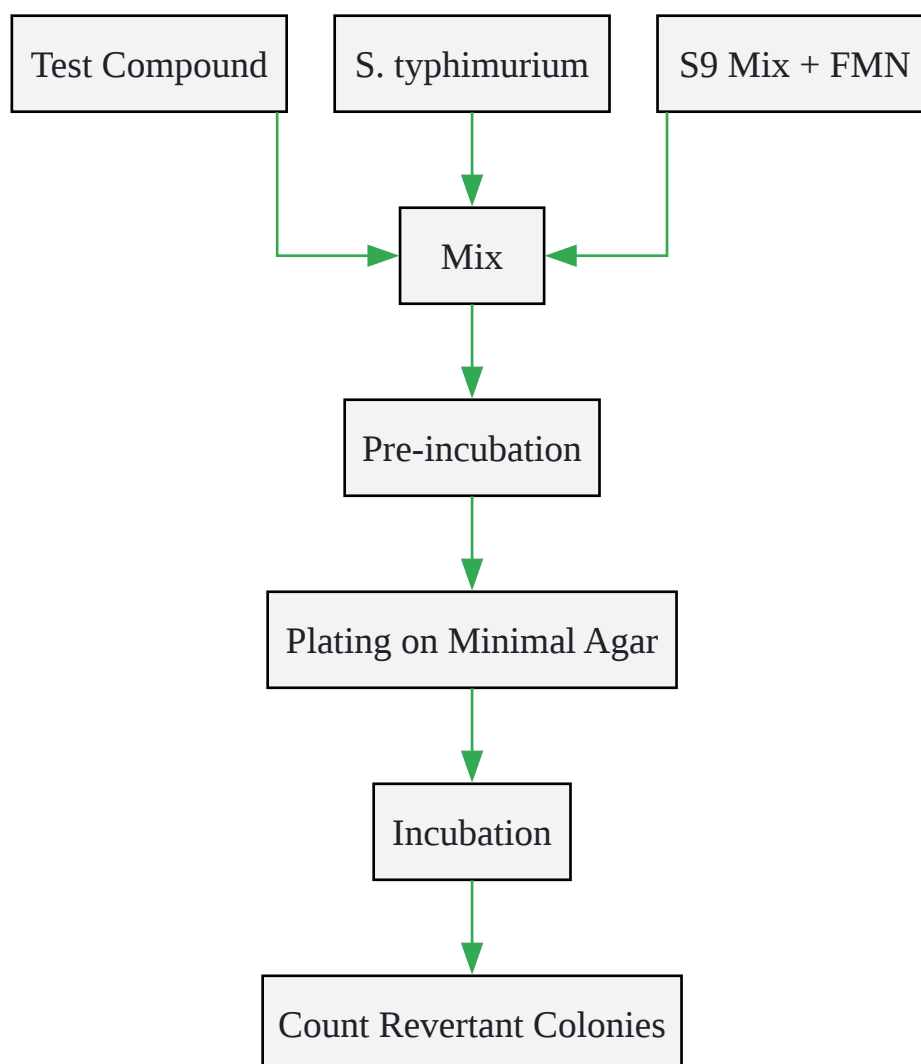 Test Compound
S. typhimurium
S9 Mix + FMN
Mix
Pre-incubation
Plating on Minimal Agar
Incubation
Count Revertant Colonies